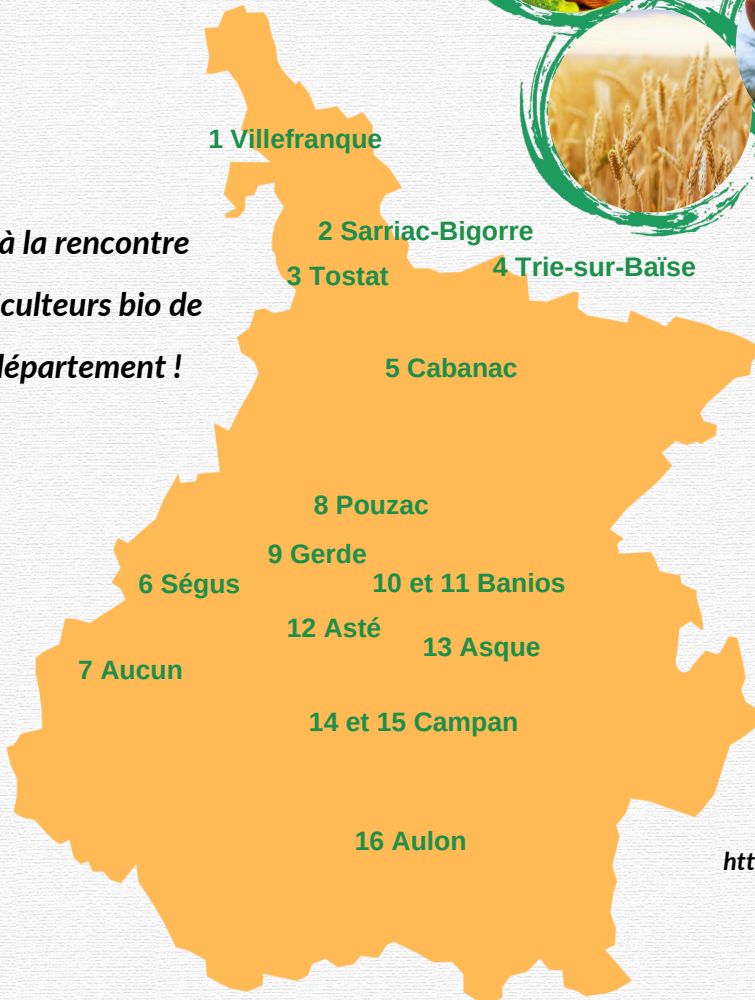 1 Villefranque
2 Sarriac-Bigorre
à la rencontre
4 Trie-sur-Baïse
3 Tostat
culteurs bio de
département !
5 Cabanac
8 Pouzac
9 Gerde
6 Ségus
10 et 11 Banios
12 Asté
13 Asque
7 Aucun
14 et 15 Campan
16 Aulon
htt